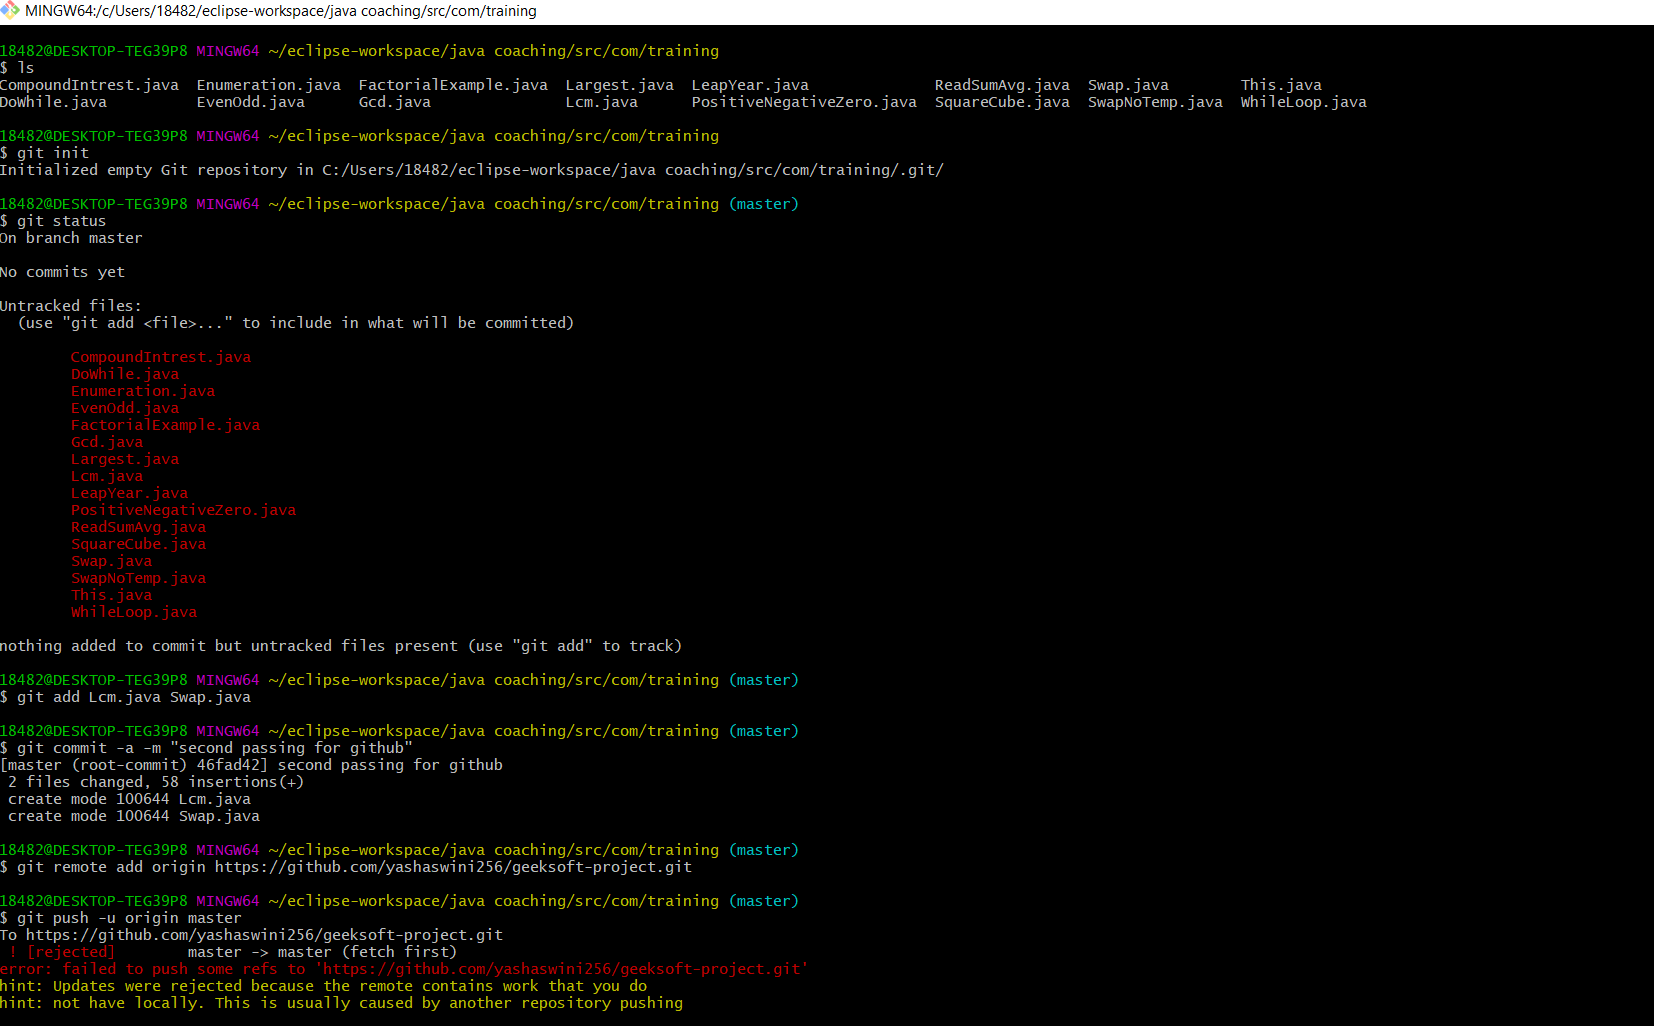 MINGW64:/c/Users/18482/eclipse-workspace/java coaching/src/com/training
18482@DESKTOP-TEG39P8 MINGW64 ~/eclipse-workspace/java coaching/src/com/training
$ ls
CompoundIntrest.java  Enumeration.java  FactorialExample.java  Largest.java  LeapYear.java              ReadSumAvg.java  Swap.java        This.java
DoWhile.java          EvenOdd.java      Gcd.java               Lcm.java      PositiveNegativeZero.java  SquareCube.java  SwapNoTemp.java  WhileLoop.java
18482@DESKTOP-TEG39P8 MINGW64 ~/eclipse-workspace/java coaching/src/com/training
$ git init
Initialized empty Git repository in C:/Users/18482/eclipse-workspace/java coaching/src/com/training/.git/
18482@DESKTOP-TEG39P8 MINGW64 ~/eclipse-workspace/java coaching/src/com/training (master)
$ git status
On branch master
No commits yet
Untracked files:
  (use "git add <file>..." to include in what will be committed)
        CompoundIntrest.java
        DoWhile.java
        Enumeration.java
        EvenOdd.java
        FactorialExample.java
        Gcd.java
        Largest.java
        Lcm.java
        LeapYear.java
        PositiveNegativeZero.java
        ReadSumAvg.java
        SquareCube.java
        Swap.java
        SwapNoTemp.java
        This.java
        WhileLoop.java
nothing added to commit but untracked files present (use "git add" to track)
18482@DESKTOP-TEG39P8 MINGW64 ~/eclipse-workspace/java coaching/src/com/training (master)
$ git add Lcm.java Swap.java
18482@DESKTOP-TEG39P8 MINGW64 ~/eclipse-workspace/java coaching/src/com/training (master)
$ git commit -a -m "second passing for github"
[master (root-commit) 46fad42] second passing for github
 2 files changed, 58 insertions(+)
 create mode 100644 Lcm.java
 create mode 100644 Swap.java
18482@DESKTOP-TEG39P8 MINGW64 ~/eclipse-workspace/java coaching/src/com/training (master)
$ git remote add origin https://github.com/yashaswini256/geeksoft-project.git
18482@DESKTOP-TEG39P8 MINGW64 ~/eclipse-workspace/java coaching/src/com/training (master)
$ git push -u origin master
To https://github.com/yashaswini256/geeksoft-project.git
 ! [rejected]        master -> master (fetch first)
error: failed to push some refs to 'https://github.com/yashaswini256/geeksoft-project.git'
hint: Updates were rejected because the remote contains work that you do
hint: not have locally. This is usually caused by another repository pushing